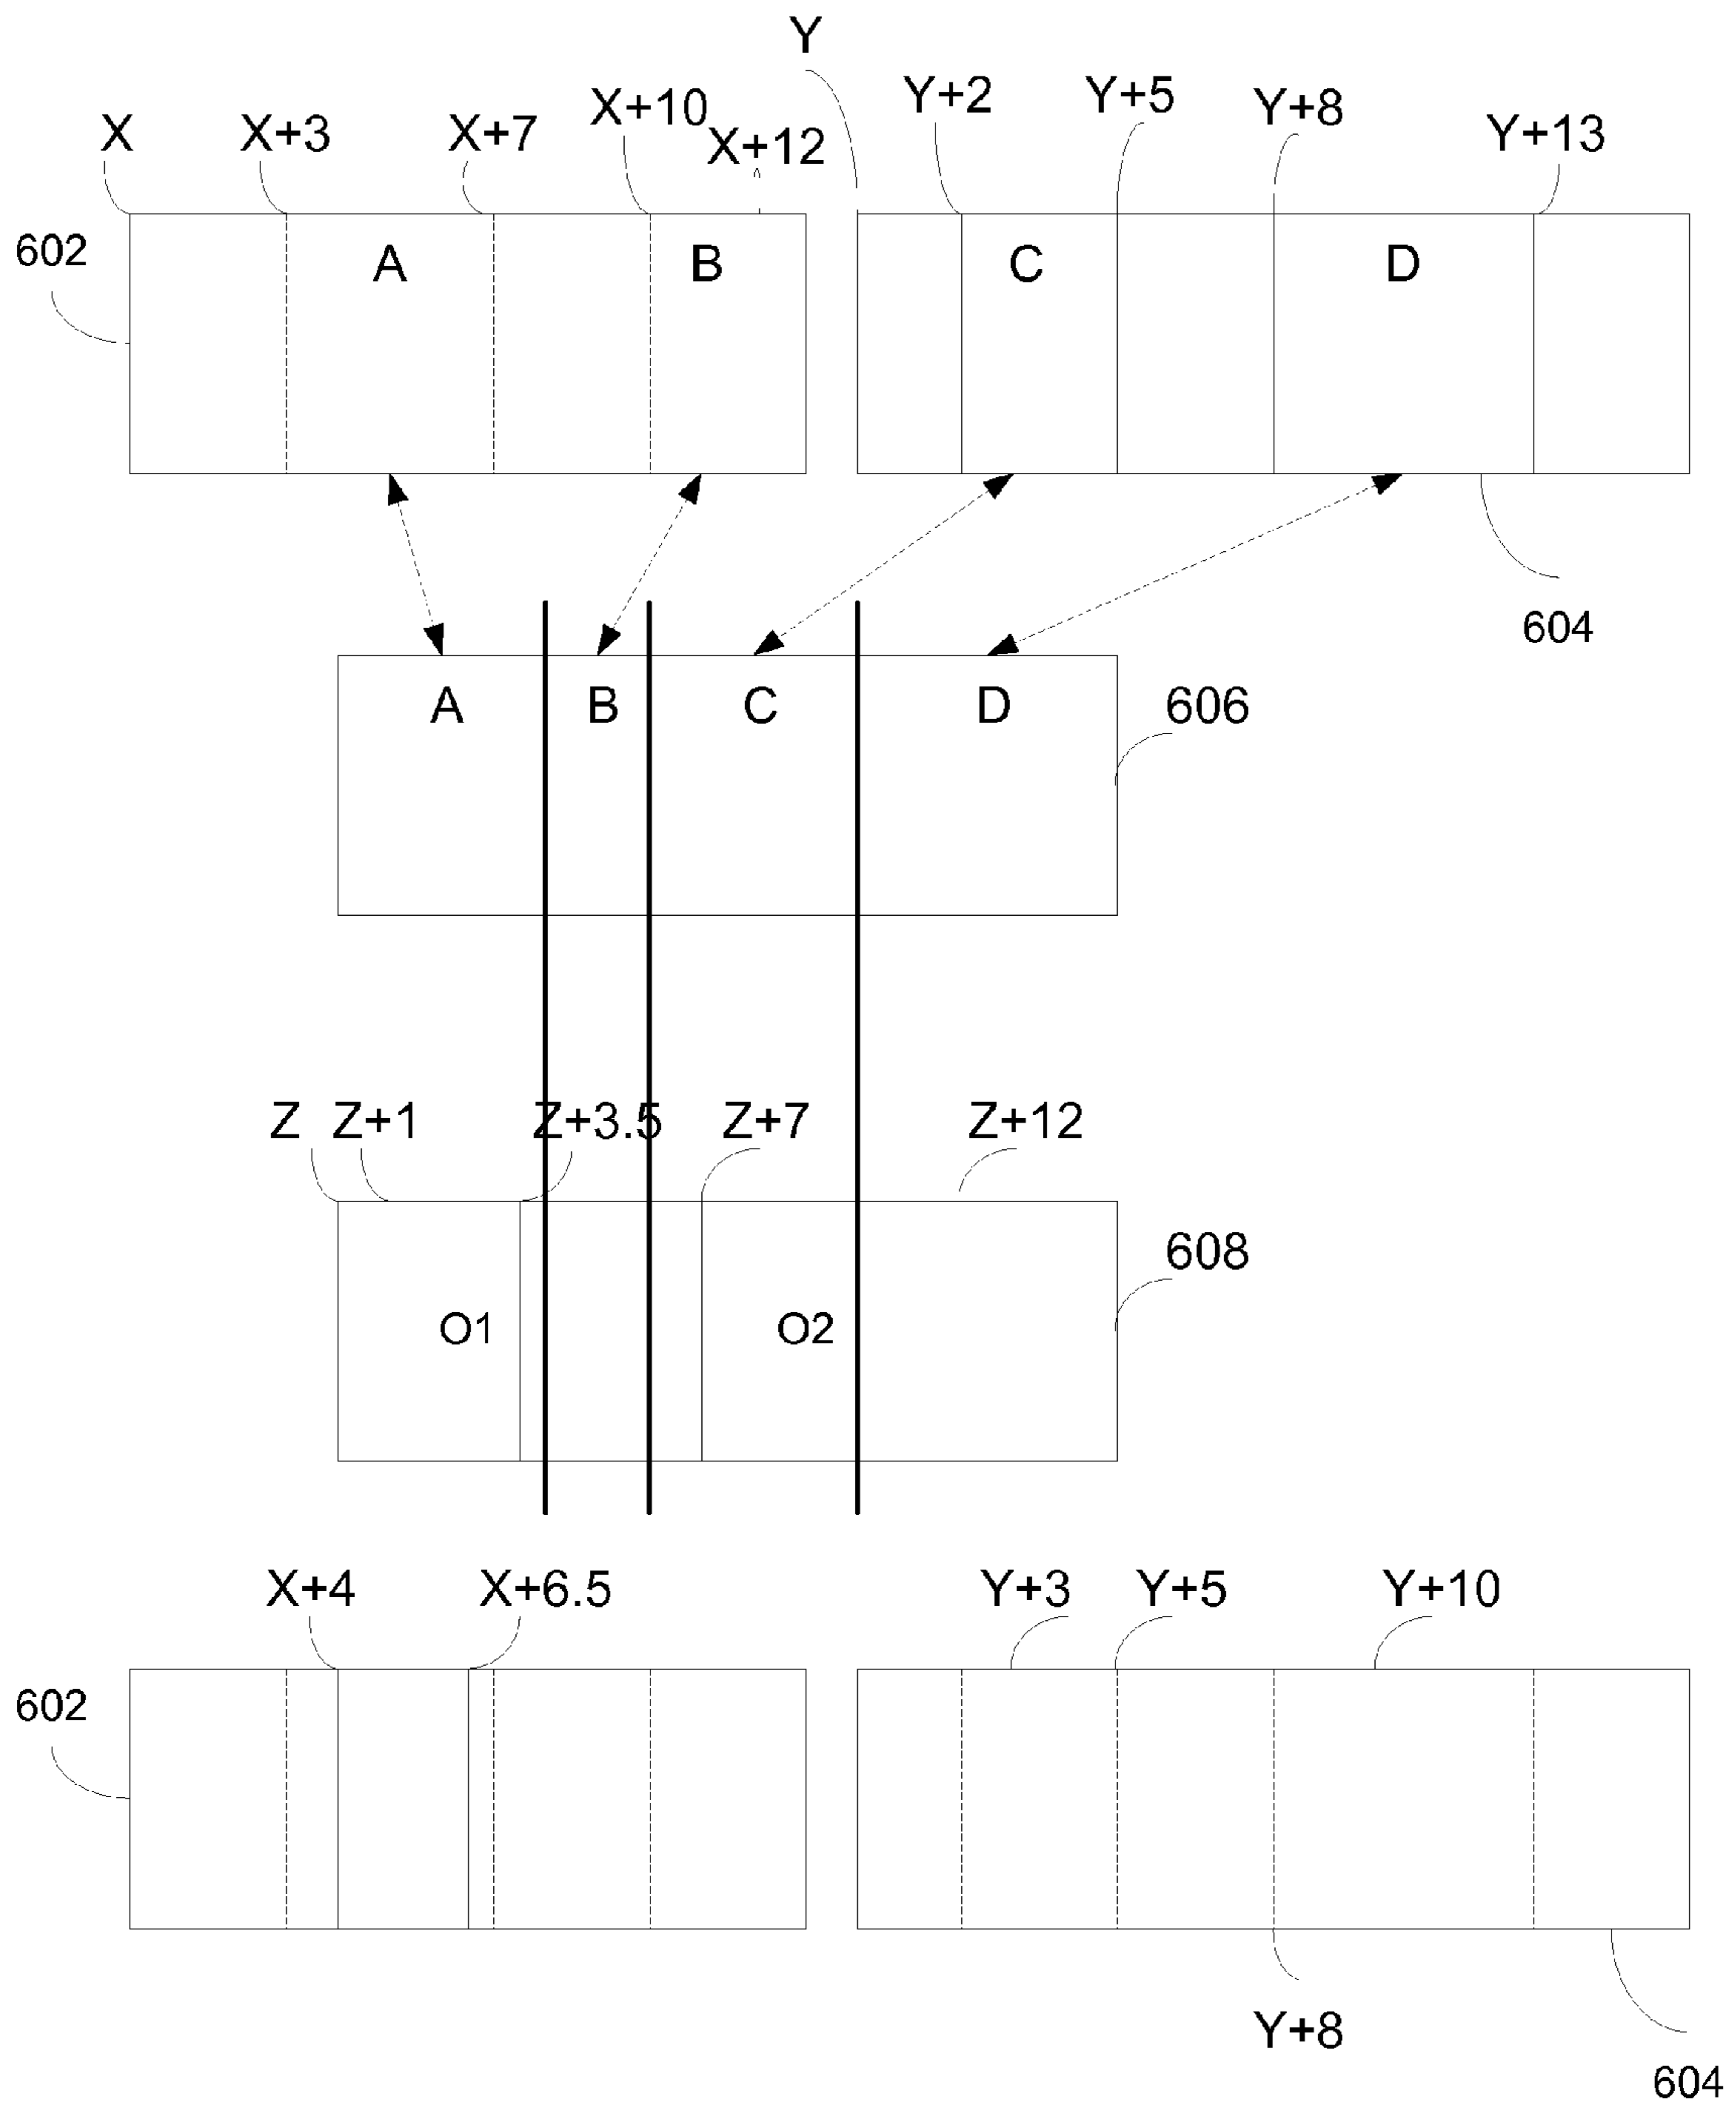 Y
X X+3 X+7 X+10 X+12 Y+2 Y+5 Y+8 Y+13
602 A B C D
604
A B C D 606
Z Z+1 Z+3.5 Z+7 Z+12
608
O1 O2
X+4 X+6.5 Y+3 Y+5 Y+10
602
Y+8
604